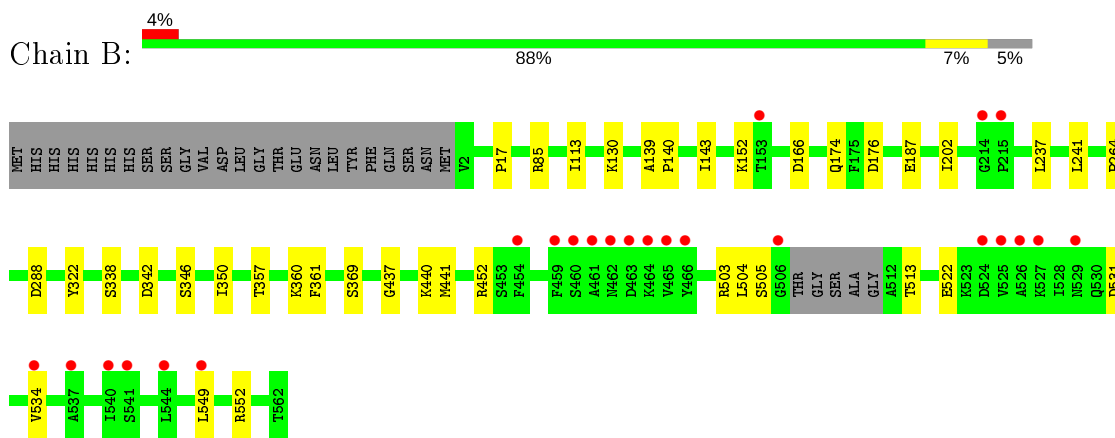 4%
Chain B:
88% 7% 5%
MET HIS HIS HIS HIS HIS HIS SER SER GLY VAL ASP LEU GLY THR GLU ASN LEU TYR PHE GLN SER ASN MET V2 P17 R85 I113 K130 A139 P140 I143 K152 T153 D166 Q174 F175 D176 E187 I202 G214 P215 L237 L241
D288 Y322 S338 D342 S346 I350 T357 K360 F361 S369 G437 K440 M441 R452 S453 F454 F459 S460 A461 N462 D463 K464 V465 Y466 R503 L504 S505 G506 THR GLY SER ALA GLY A512 T513 E522 K523 D524 V525 A526 K527 I528 N529 Q530 D531
V534 A537 I540 S541 L544 L549 R552 T562